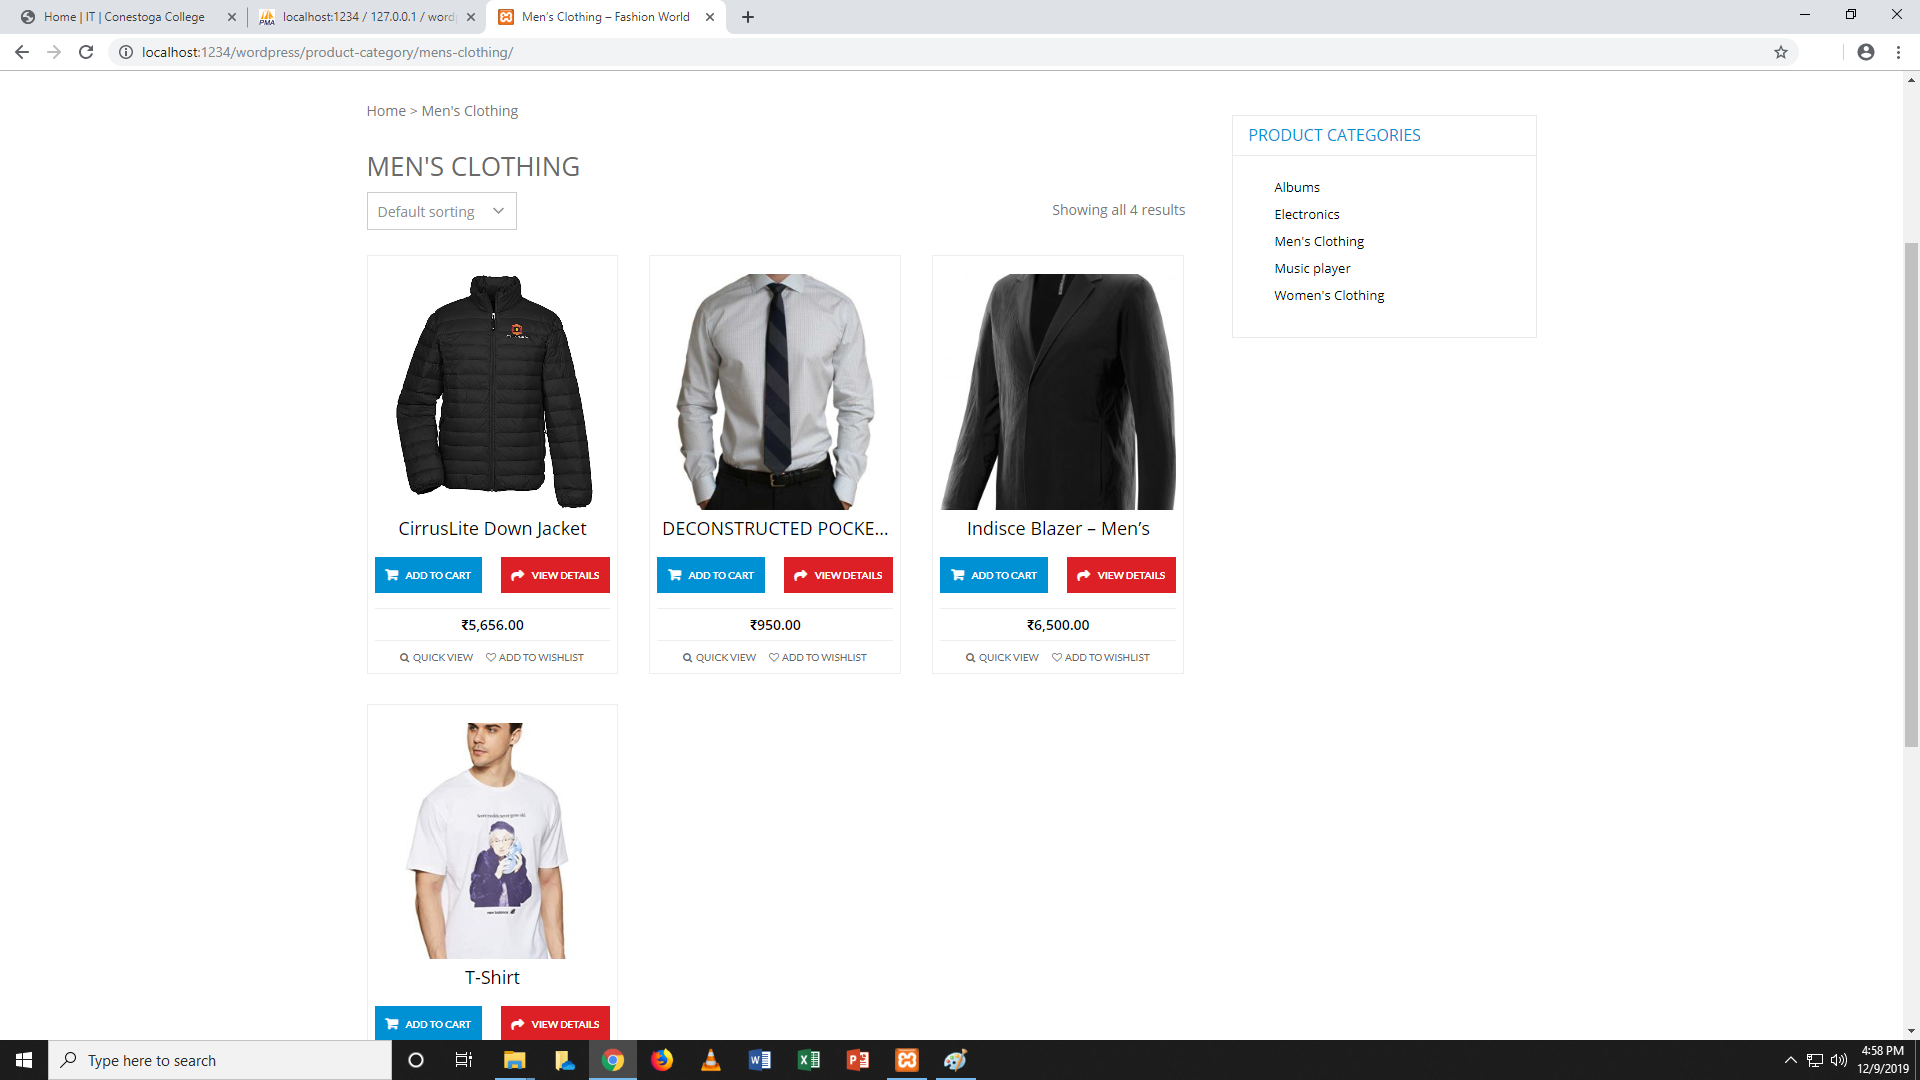 Home | IT | Conestoga College
localhost:1234 / 127.0.0.1 / word
Men's Clothing – Fashion World
localhost:1234/wordpress/product-category/mens-clothing/
Home > Men's Clothing
MEN'S CLOTHING
Default sorting
Showing all 4 results
PRODUCT CATEGORIES
Albums
Electronics
Men's Clothing
Music player
Women's Clothing
CirrusLite Down Jacket
DECONSTRUCTED POCKE...
Indisce Blazer – Men's
ADD TO CART VIEW DETAILS
ADD TO CART VIEW DETAILS
ADD TO CART VIEW DETAILS
₹5,656.00
₹950.00
₹6,500.00
QUICK VIEW ADD TO WISHLIST
QUICK VIEW ADD TO WISHLIST
QUICK VIEW ADD TO WISHLIST
new balance
T-Shirt
ADD TO CART VIEW DETAILS
Type here to search
4:58 PM
12/9/2019